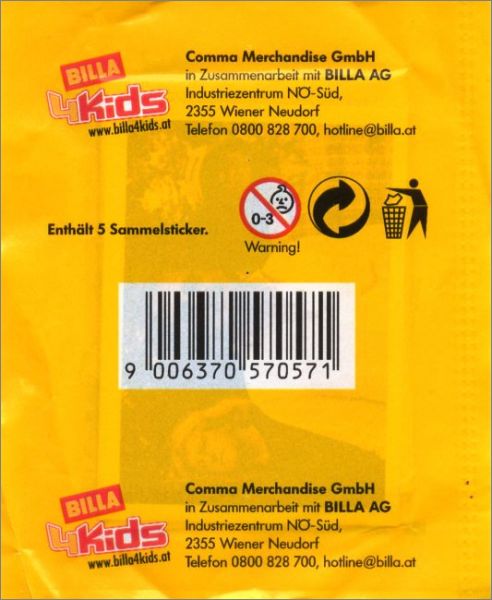 BILLA
4Kids
www.billa4kids.at
Comma Merchandise GmbH
in Zusammenarbeit mit BILLA AG
Industriezentrum NÖ-Süd,
2355 Wiener Neudorf
Telefon 0800 828 700, hotline@billa.at
Enthält 5 Sammelsticker.
0-3
Warning!
9 006370 570571
BILLA
4Kids
www.billa4kids.at
Comma Merchandise GmbH
in Zusammenarbeit mit BILLA AG
Industriezentrum NÖ-Süd,
2355 Wiener Neudorf
Telefon 0800 828 700, hotline@billa.at